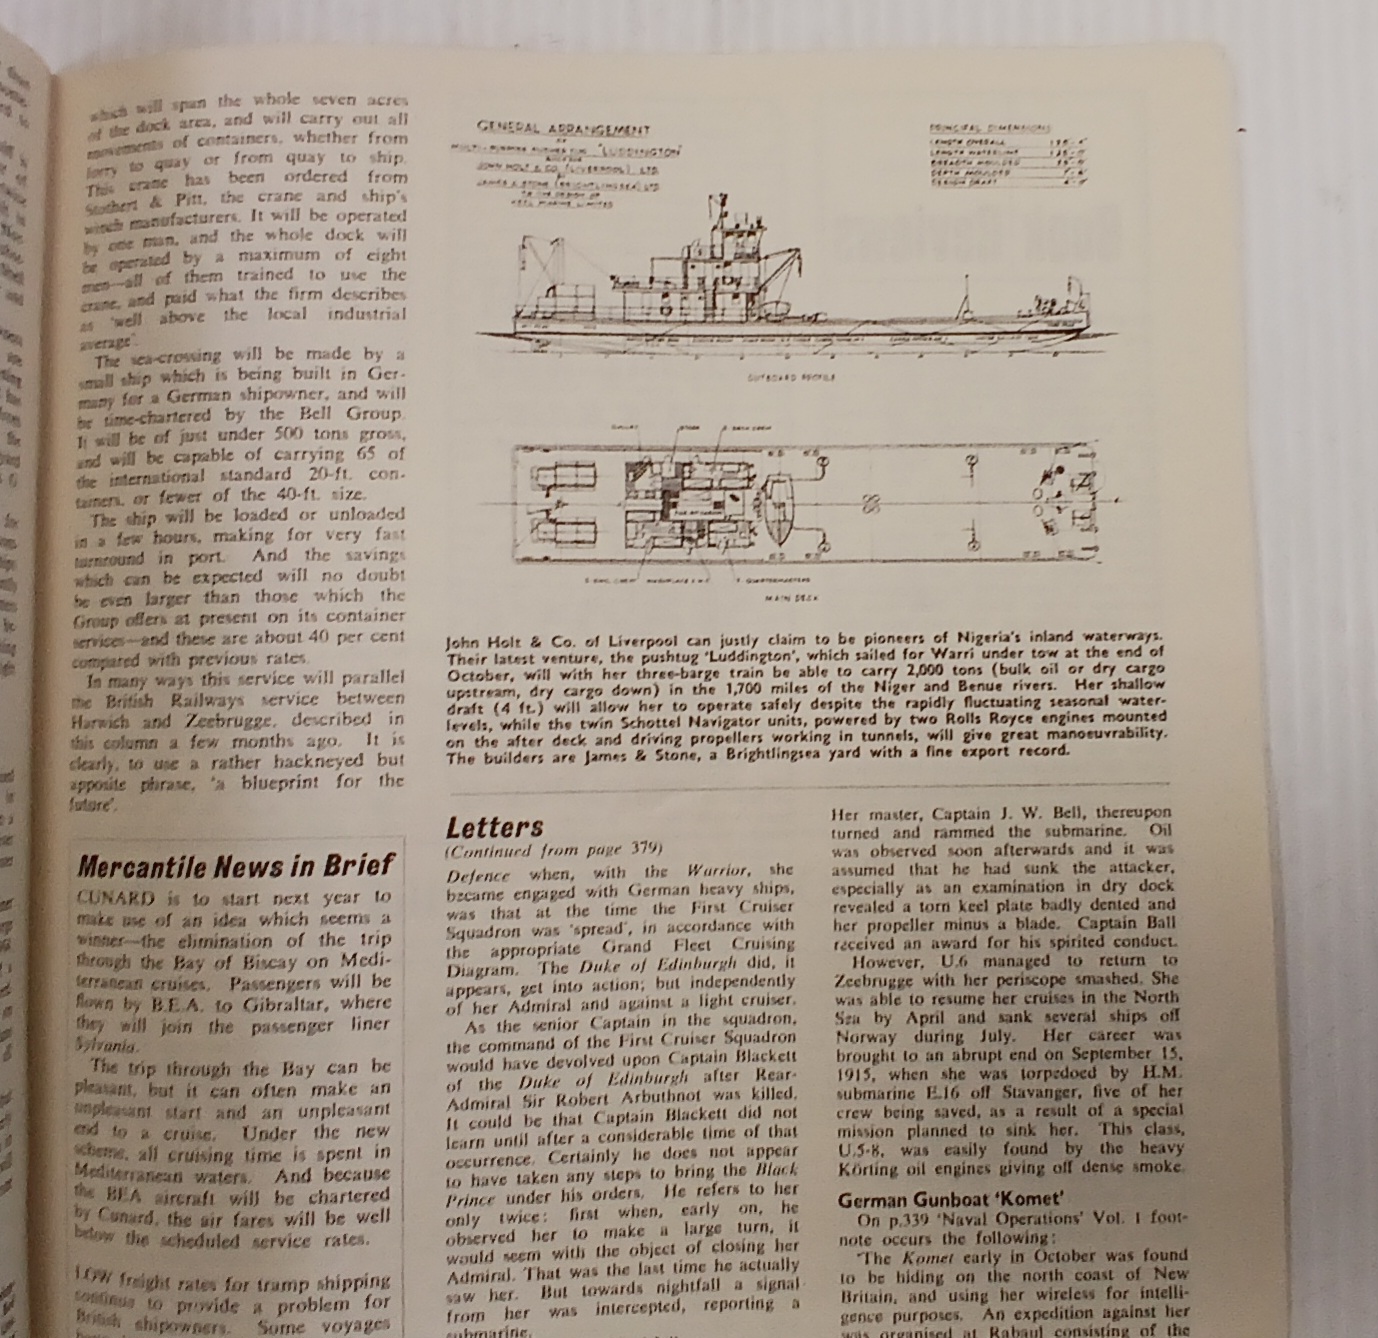 which will span the whole seven acres
of the dock area, and will carry out all
movements of containers, whether from
lorry to quay or from quay to ship.
This crane has been ordered from
Stothert & Pitt, the crane and ship's
winch manufacturers. It will be operated
by one man, and the whole dock will
be operated by a maximum of eight
men—all of them trained to use the
crane, and paid what the firm describes
as 'well above the local industrial
average'.
The sea-crossing will be made by a
small ship which is being built in Ger-
many for a German shipowner, and will
be time-chartered by the Bell Group.
It will be of just under 500 tons gross,
and will be capable of carrying 65 of
the international standard 20-ft. con-
tainers, or fewer of the 40-ft. size.
The ship will be loaded or unloaded
in a few hours, making for very fast
turnround in port. And the savings
which can be expected will no doubt
be even larger than those which the
Group offers at present on its container
services—and these are about 40 per cent
compared with previous rates.
In many ways this service will parallel
the British Railways service between
Harwich and Zeebrugge, described in
this column a few months ago. It is
clearly, to use a rather hackneyed but
apposite phrase, 'a blueprint for the
future'.
Mercantile News in Brief
CUNARD is to start next year to
make use of an idea which seems a
winner—the elimination of the trip
through the Bay of Biscay on Medi-
terranean cruises. Passengers will be
flown by B.E.A. to Gibraltar, where
they will join the passenger liner
Sylvania.
The trip through the Bay can be
pleasant, but it can often make an
unpleasant start and an unpleasant
end to a cruise. Under the new
scheme, all cruising time is spent in
Mediterranean waters. And because
the BEA aircraft will be chartered
by Cunard, the air fares will be well
below the scheduled service rates.
LOW freight rates for tramp shipping
continue to provide a problem for
British shipowners. Some voyages
GENERAL ARRANGEMENT
OF
"LUDDINGTON"
JOHN HOLT & CO. (LIVERPOOL) LTD
JAMES & STONE (BRIGHTLINGSEA) LTD
TO THE DESIGN OF
KEEL MARINE LIMITED
PRINCIPAL DIMENSIONS
LENGTH OVERALL
LENGTH WATERLINE
BREADTH MOULDED
DEPTH MOULDED
DESIGN DRAFT
OUTBOARD PROFILE
MAIN DECK
John Holt & Co. of Liverpool can justly claim to be pioneers of Nigeria's inland waterways.
Their latest venture, the pushtug 'Luddington', which sailed for Warri under tow at the end of
October, will with her three-barge train be able to carry 2,000 tons (bulk oil or dry cargo
upstream, dry cargo down) in the 1,700 miles of the Niger and Benue rivers. Her shallow
draft (4 ft.) will allow her to operate safely despite the rapidly fluctuating seasonal water-
levels, while the twin Schottel Navigator units, powered by two Rolls Royce engines mounted
on the after deck and driving propellers working in tunnels, will give great manoeuvrability.
The builders are James & Stone, a Brightlingsea yard with a fine export record.
Letters
(Continued from page 379)
Defence when, with the Warrior, she
became engaged with German heavy ships,
was that at the time the First Cruiser
Squadron was 'spread', in accordance with
the appropriate Grand Fleet Cruising
Diagram. The Duke of Edinburgh did, it
appears, get into action; but independently
of her Admiral and against a light cruiser.
As the senior Captain in the squadron,
the command of the First Cruiser Squadron
would have devolved upon Captain Blackett
of the Duke of Edinburgh after Rear-
Admiral Sir Robert Arbuthnot was killed.
It could be that Captain Blackett did not
learn until after a considerable time of that
occurrence. Certainly he does not appear
to have taken any steps to bring the Black
Prince under his orders. He refers to her
only twice: first when, early on, he
observed her to make a large turn, it
would seem with the object of closing her
Admiral. That was the last time he actually
saw her. But towards nightfall a signal
from her was intercepted, reporting a
submarine.
Her master, Captain J. W. Bell, thereupon
turned and rammed the submarine. Oil
was observed soon afterwards and it was
assumed that he had sunk the attacker,
especially as an examination in dry dock
revealed a torn keel plate badly dented and
her propeller minus a blade. Captain Ball
received an award for his spirited conduct.
However, U.6 managed to return to
Zeebrugge with her periscope smashed. She
was able to resume her cruises in the North
Sea by April and sank several ships off
Norway during July. Her career was
brought to an abrupt end on September 15,
1915, when she was torpedoed by H.M.
submarine E.16 off Stavanger, five of her
crew being saved, as a result of a special
mission planned to sink her. This class,
U.5-8, was easily found by the heavy
Körting oil engines giving off dense smoke.
German Gunboat 'Komet'
On p.339 'Naval Operations' Vol. 1 foot-
note occurs the following:
'The Komet early in October was found
to be hiding on the north coast of New
Britain, and using her wireless for intelli-
gence purposes. An expedition against her
was organised at Rabaul consisting of the